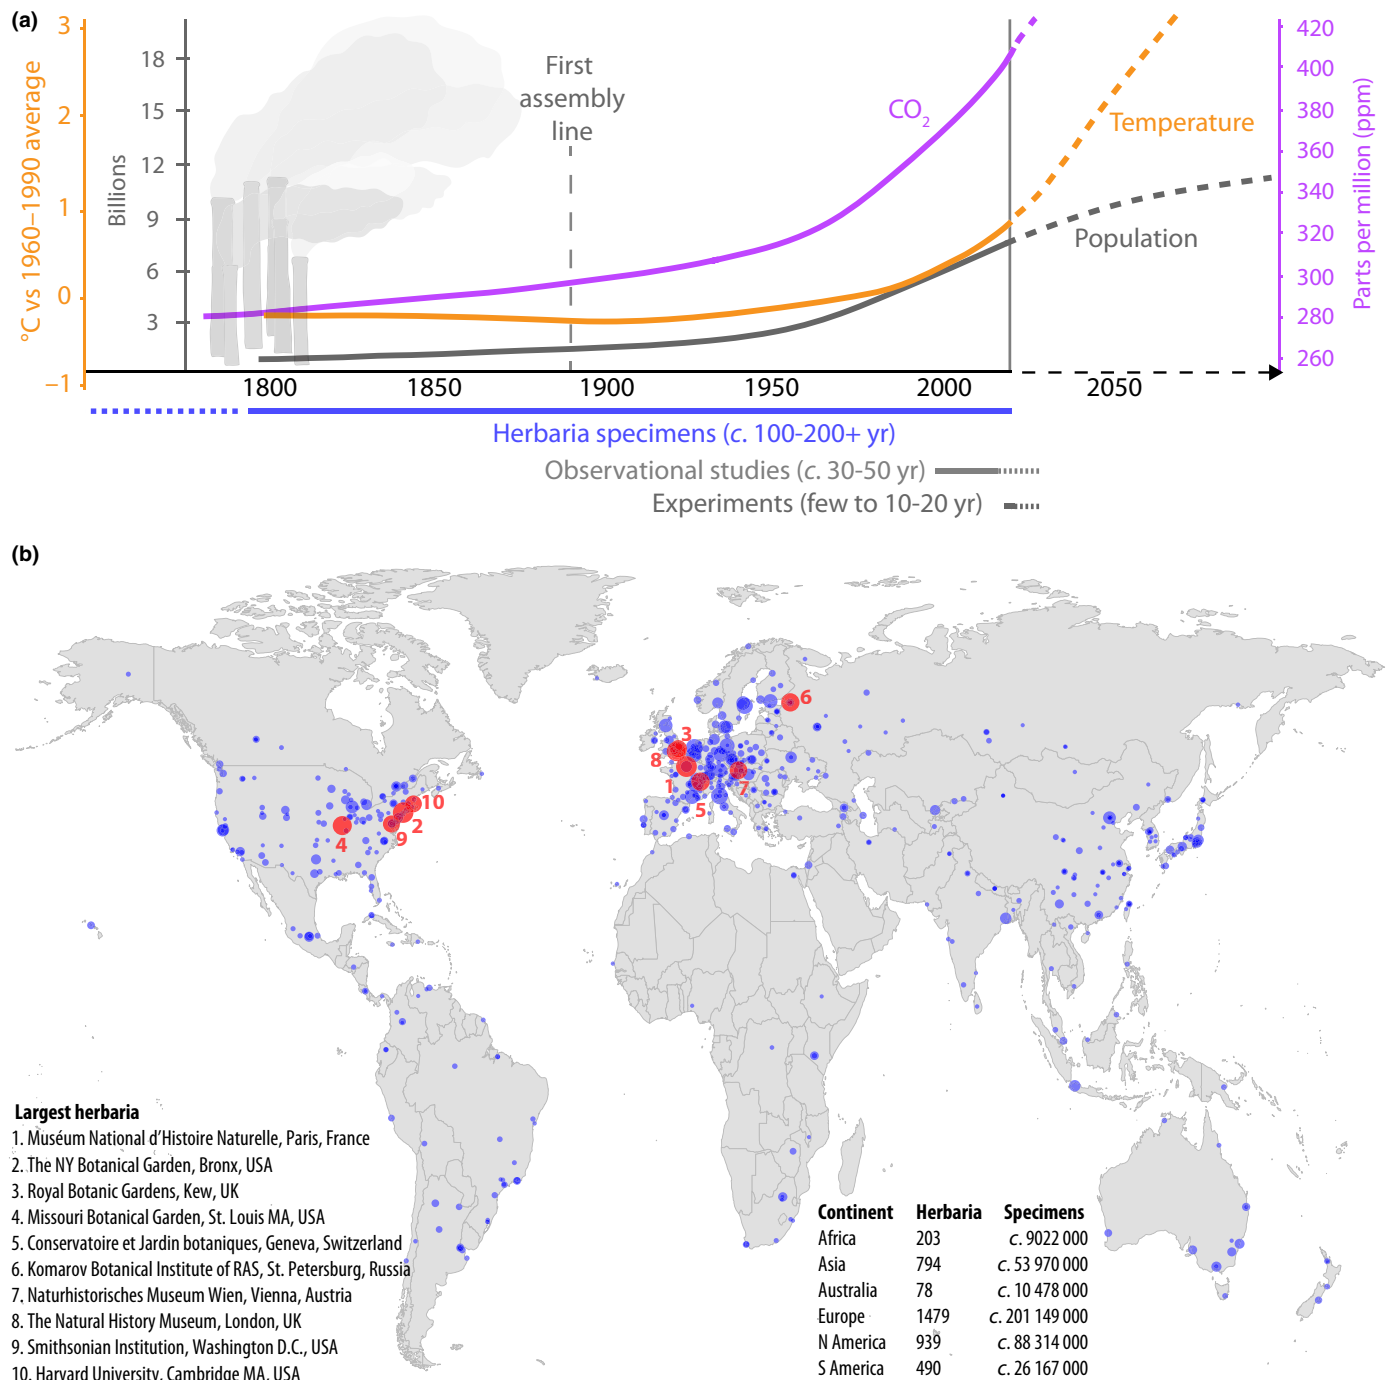 (a)
3
2
1
0
−1
°C vs 1960–1990 average
18
15
12
9
6
3
Billions
First
assembly
line
CO2
Temperature
Population
420
400
380
360
340
320
300
280
260
Parts per million (ppm)
1800
1850
1900
1950
2000
2050
Herbaria specimens (c. 100-200+ yr)
Observational studies (c. 30-50 yr)
Experiments (few to 10-20 yr)
(b)
6
3
8
1
7
5
10
2
4
9
Largest herbaria
1. Muséum National d'Histoire Naturelle, Paris, France
2. The NY Botanical Garden, Bronx, USA
3. Royal Botanic Gardens, Kew, UK
4. Missouri Botanical Garden, St. Louis MA, USA
5. Conservatoire et Jardin botaniques, Geneva, Switzerland
6. Komarov Botanical Institute of RAS, St. Petersburg, Russia
7. Naturhistorisches Museum Wien, Vienna, Austria
8. The Natural History Museum, London, UK
9. Smithsonian Institution, Washington D.C., USA
10. Harvard University, Cambridge MA, USA
Continent Herbaria Specimens
Africa 203 c. 9022 000
Asia 794 c. 53 970 000
Australia 78 c. 10 478 000
Europe 1479 c. 201 149 000
N America 939 c. 88 314 000
S America 490 c. 26 167 000